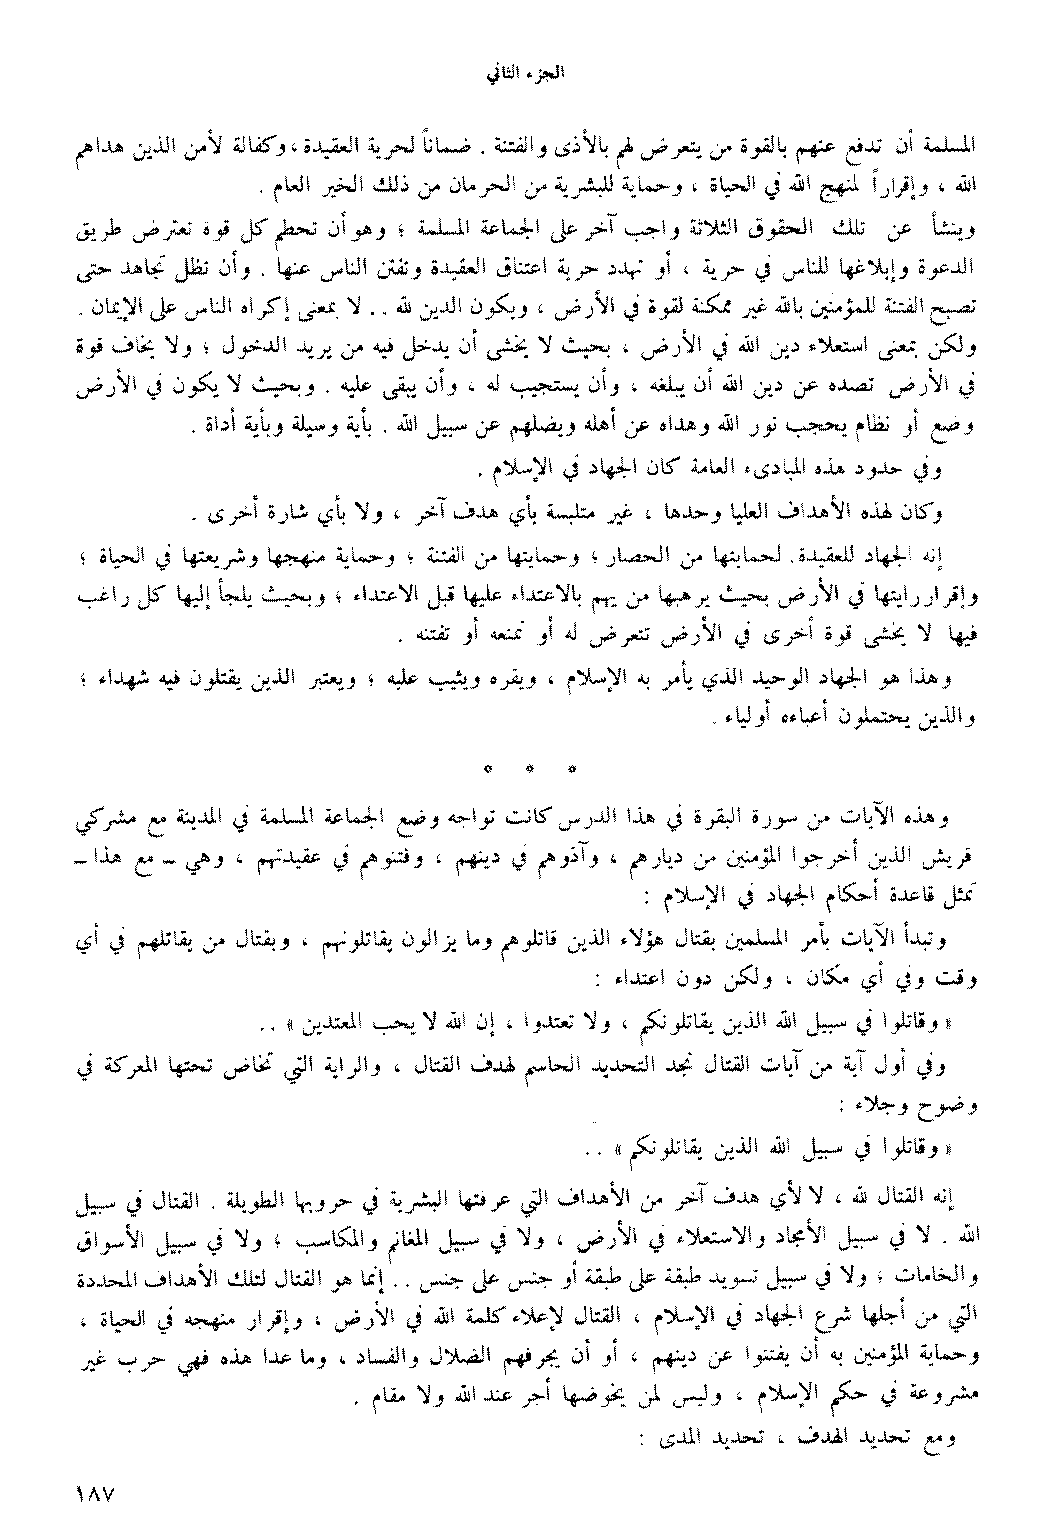 الجزء الثاني
المسلمة أن تدفع عنهم بالقوة من يتعرض لهم بالأذى والفتنة . ضماناً لحرية العقيدة ، وكفالة لأمن الذين هداهم
الله ، وإقراراً لمنهج الله في الحياة ، وحماية للبشرية من الحرمان من ذلك الخير العام .
وينشأ عن تلك الحقوق الثلاثة واجب آخر على الجماعة المسلمة ؛ وهو أن تحطم كل قوة تعترض طريق
الدعوة وإبلاغها للناس في حرية ، أو تهدد حرية اعتناق العقيدة وتفتن الناس عنها . وأن تظل تجاهد حتى
تصبح الفتنة للمؤمنين بالله غير ممكنة لقوة في الأرض ، ويكون الدين لله .. لا بمعنى إكراه الناس على الإيمان .
ولكن بمعنى استعلاء دين الله في الأرض ، بحيث لا يخشى أن يدخل فيه من يريد الدخول ؛ ولا يخاف قوة
في الأرض تصده عن دين الله أن يبلغه ، وأن يستجيب له ، وأن يبقى عليه . وبحيث لا يكون في الأرض
وضع أو نظام يحجب نور الله وهداه عن أهله ويضلهم عن سبيل الله . بأية وسيلة وبأية أداة .
وفي حدود هذه المبادىء العامة كان الجهاد في الإسلام .
وكان لهذه الأهداف العليا وحدها ، غير متلبسة بأي هدف آخر ، ولا بأي شارة أخرى .
إنه الجهاد للعقيدة . لحمايتها من الحصار ؛ وحمايتها من الفتنة ؛ وحماية منهجها وشريعتها في الحياة ؛
وإقرار رايتها في الأرض بحيث يرهبها من يهم بالاعتداء عليها قبل الاعتداء ؛ وبحيث يلجأ إليها كل راغب
فيها لا يخشى قوة أخرى في الأرض تتعرض له أو تمنعه أو تفتنه .
وهذا هو الجهاد الوحيد الذي يأمر به الإسلام ، ويقره ويثيب عليه ؛ ويعتبر الذين يقتلون فيه شهداء ؛
والذين يحتملون أعباءه أولياء .
* * *
وهذه الآيات من سورة البقرة في هذا الدرس كانت تواجه وضع الجماعة المسلمة في المدينة مع مشركي
قريش الذين أخرجوا المؤمنين من ديارهم ، وآذوهم في دينهم ، وفتنوهم في عقيدتهم ، وهي – مع هذا –
تمثل قاعدة أحكام الجهاد في الإسلام :
وتبدأ الآيات بأمر المسلمين بقتال هؤلاء الذين قاتلوهم وما يزالون يقاتلونهم ، وبقتال من يقاتلهم في أي
وقت وفي أي مكان ، ولكن دون اعتداء :
« وقاتلوا في سبيل الله الذين يقاتلونكم ، ولا تعتدوا ، إن الله لا يحب المعتدين » ..
وفي أول آية من آيات القتال نجد التحديد الحاسم لهدف القتال ، والراية التي تخاض تحتها المعركة في
وضوح وجلاء :
« وقاتلوا في سبيل الله الذين يقاتلونكم » ..
إنه القتال لله ، لا لأي هدف آخر من الأهداف التي عرفتها البشرية في حروبها الطويلة . القتال في سبيل
الله . لا في سبيل الأمجاد والاستعلاء في الأرض ، ولا في سبيل المغانم والمكاسب ؛ ولا في سبيل الأسواق
والخامات ؛ ولا في سبيل تسويد طبقة على طبقة أو جنس على جنس .. إنما هو القتال لتلك الأهداف المحددة
التي من أجلها شرع الجهاد في الإسلام ، القتال لإعلاء كلمة الله في الأرض ، وإقرار منهجه في الحياة ،
وحماية المؤمنين به أن يفتنوا عن دينهم ، أو أن يجرفهم الضلال والفساد ، وما عدا هذه فهي حرب غير
مشروعة في حكم الإسلام ، وليس لمن يخوضها أجر عند الله ولا مقام .
ومع تحديد الهدف ، تحديد المدى :
١٨٧